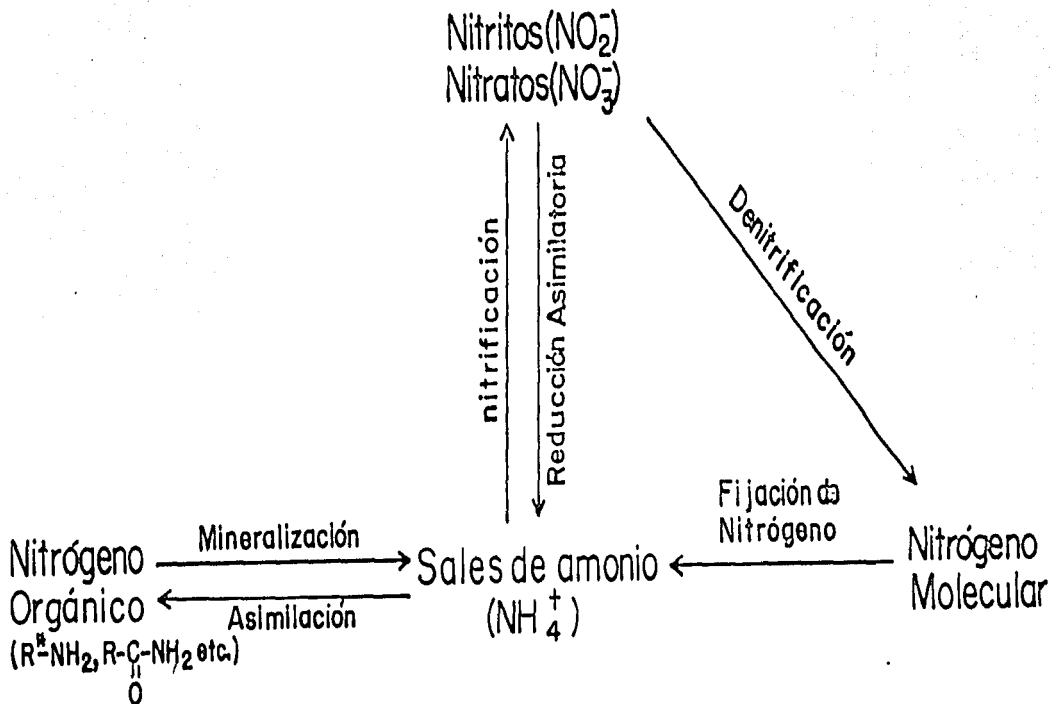 Nitritos(NO₂⁻)
Nitratos(NO₃⁻)
nitrificación
Reducción Asimilatoria
Denitrificación
Fijación de
Nitrógeno
Mineralización
Asimilación
Nitrógeno
Orgánico
(R*-NH₂, R-C-NH₂ etc.)
O
Sales de amonio
(NH₄⁺)
Nitrógeno
Molecular